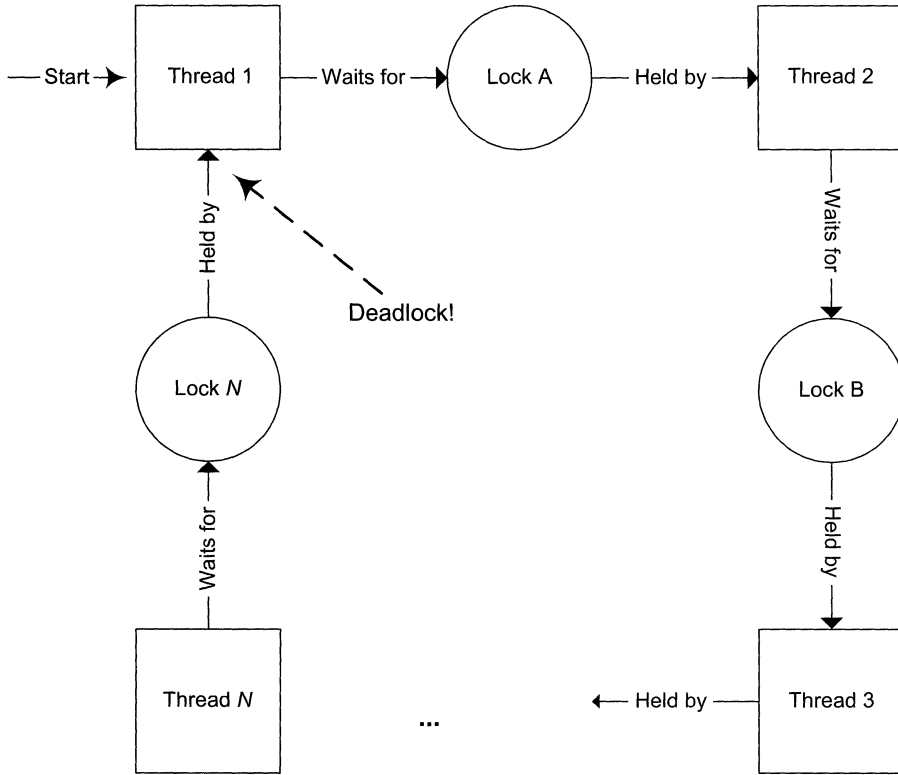 Start
Thread 1
Waits for
Lock A
Held by
Thread 2
Waits for
Lock B
Held by
Thread 3
Held by
...
Thread N
Waits for
Lock N
Held by
Deadlock!